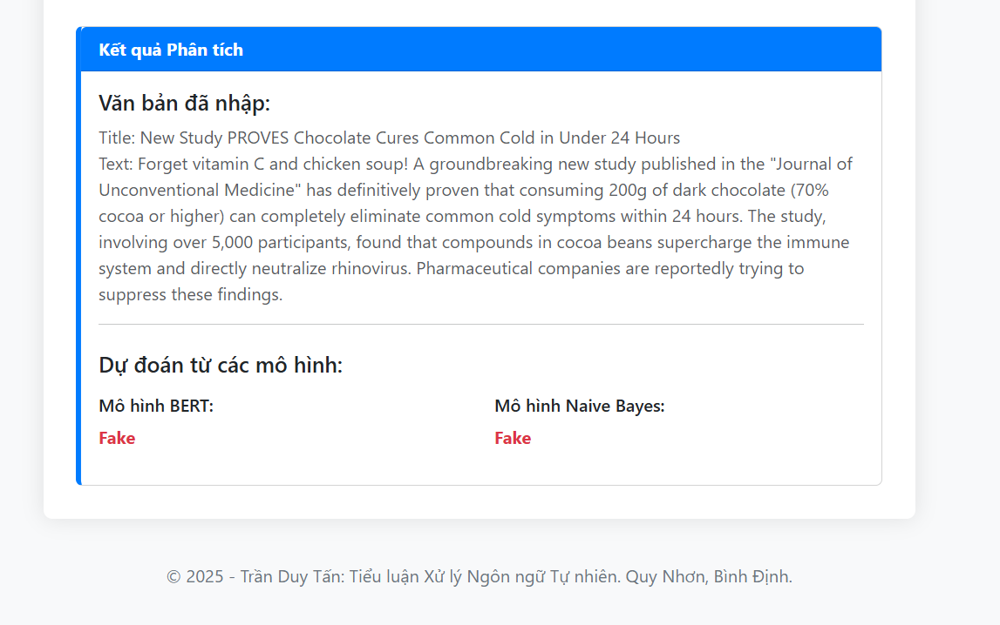 Kết quả Phân tích
Văn bản đã nhập:
Title: New Study PROVES Chocolate Cures Common Cold in Under 24 Hours
Text: Forget vitamin C and chicken soup! A groundbreaking new study published in the "Journal of
Unconventional Medicine" has definitively proven that consuming 200g of dark chocolate (70%
cocoa or higher) can completely eliminate common cold symptoms within 24 hours. The study,
involving over 5,000 participants, found that compounds in cocoa beans supercharge the immune
system and directly neutralize rhinovirus. Pharmaceutical companies are reportedly trying to
suppress these findings.
Dự đoán từ các mô hình:
Mô hình BERT:
Fake
Mô hình Naive Bayes:
Fake
© 2025 - Trần Duy Tấn: Tiểu luận Xử lý Ngôn ngữ Tự nhiên. Quy Nhơn, Bình Định.